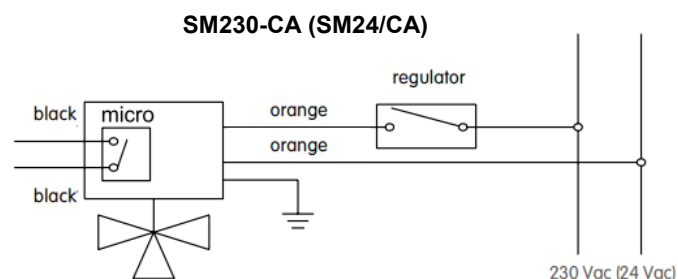 SM230-CA (SM24/CA)
regulator
black
micro
orange
orange
black
230 Vac (24 Vac)